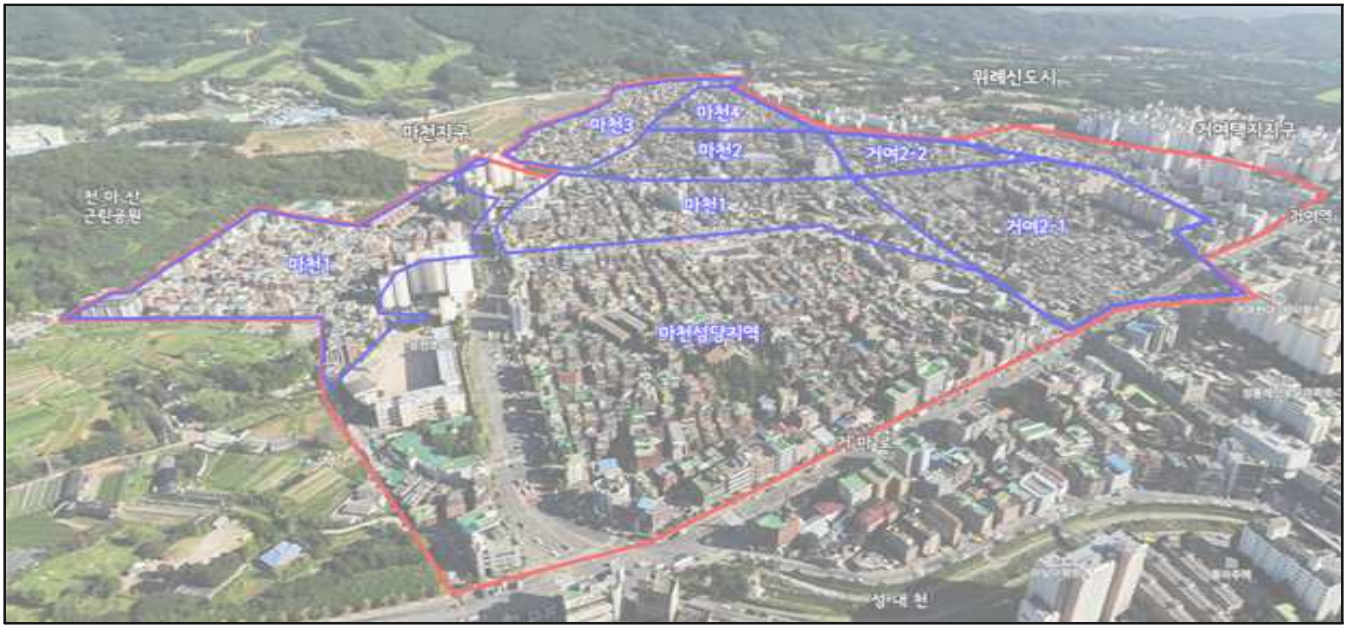 위례신도시
마천4
마천3
마천지구
거여택지지구
마천2
거여2-2
천마산
근린공원
마천1
거여역
거여2-1
마천1
마천성당지역
거마로
성내천